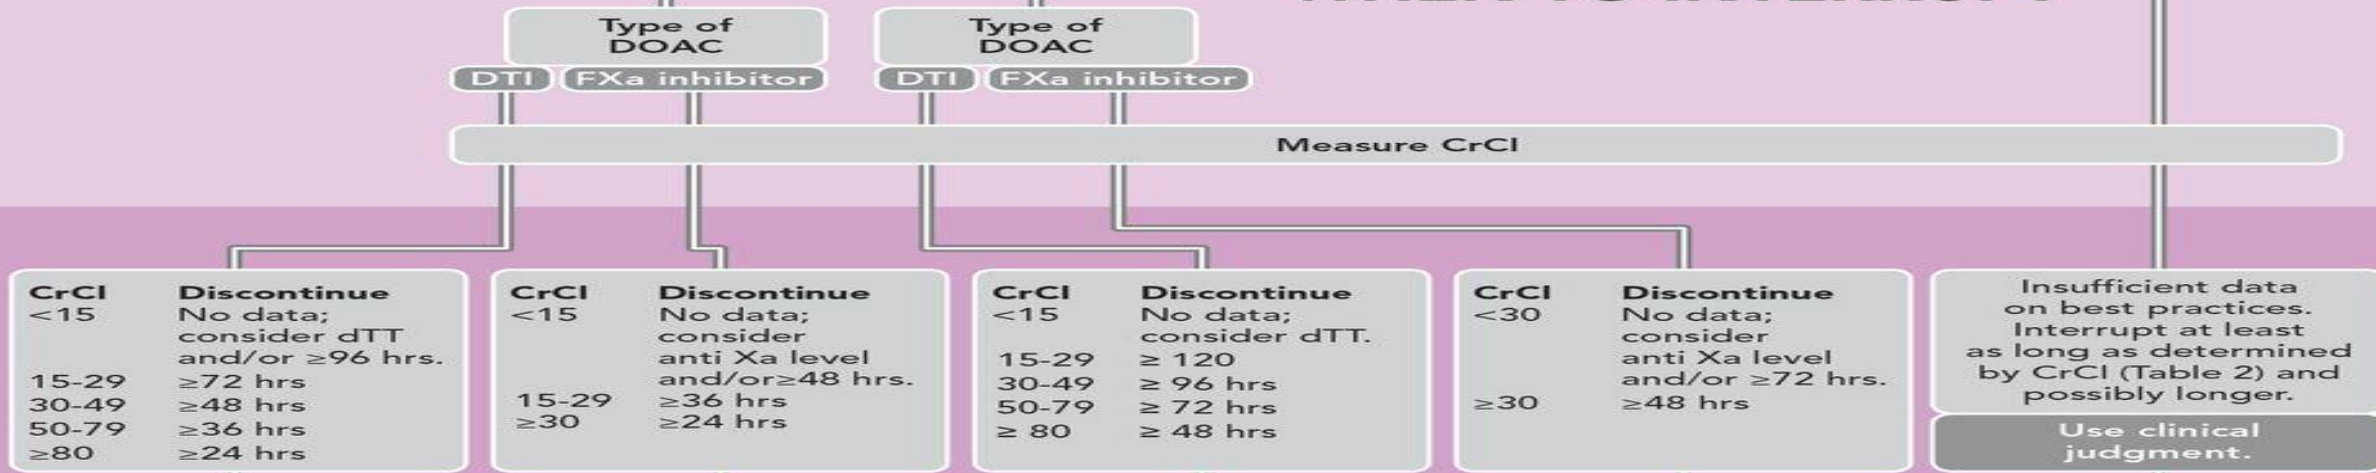 Type of
DOAC
Type of
DOAC
DTI
FXa inhibitor
DTI
FXa inhibitor
Measure CrCl
CrCl Discontinue
<15 No data;
consider dTT
and/or ≥96 hrs.
15-29 ≥72 hrs
30-49 ≥48 hrs
50-79 ≥36 hrs
≥80 ≥24 hrs
CrCl Discontinue
<15 No data;
consider
anti Xa level
and/or≥48 hrs.
15-29 ≥36 hrs
≥30 ≥24 hrs
CrCl Discontinue
<15 No data;
consider dTT.
15-29 ≥ 120
30-49 ≥ 96 hrs
50-79 ≥ 72 hrs
≥ 80 ≥ 48 hrs
CrCl Discontinue
<30 No data;
consider
anti Xa level
and/or ≥72 hrs.
≥30 ≥48 hrs
Insufficient data
on best practices.
Interrupt at least
as long as determined
by CrCl (Table 2) and
possibly longer.
Use clinical
judgment.